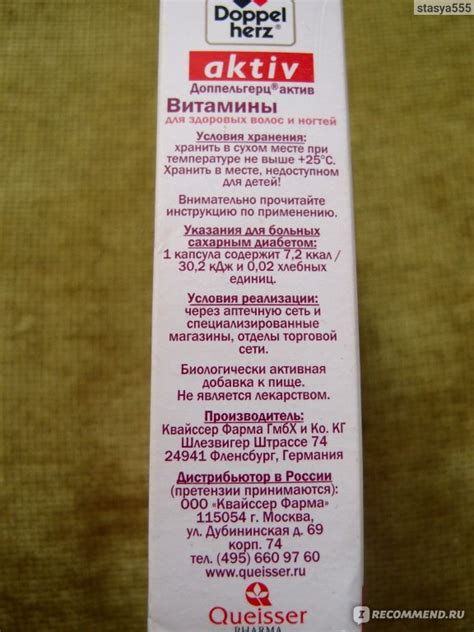 stasya555
Doppel
herz®
aktiv
Доппельгерц®актив
Витамины
для здоровых волос и ногтей
Условия хранения:
хранить в сухом месте при
температуре не выше +25°С.
Хранить в месте, недоступном
для детей!
Внимательно прочитайте
инструкцию по применению.
Указания для больных
сахарным диабетом:
1 капсула содержит 7,2 ккал /
30,2 кДж и 0,02 хлебных
единиц.
Условия реализации:
через аптечную сеть и
специализированные
магазины, отделы торговой
сети.
Биологически активная
добавка к пище.
Не является лекарством.
Производитель:
Квайссер Фарма ГмбХ и Ко. КГ
Шлезвигер Штрассе 74
24941 Фленсбург, Германия
Дистрибьютор в России
(претензии принимаются):
ООО «Квайссер Фарма»
115054 г. Москва,
ул. Дубнинская д. 69
корп. 74
тел. (495) 660 97 60
www.queisser.ru
Queisser
PHARMA
I RECOMMEND.RU